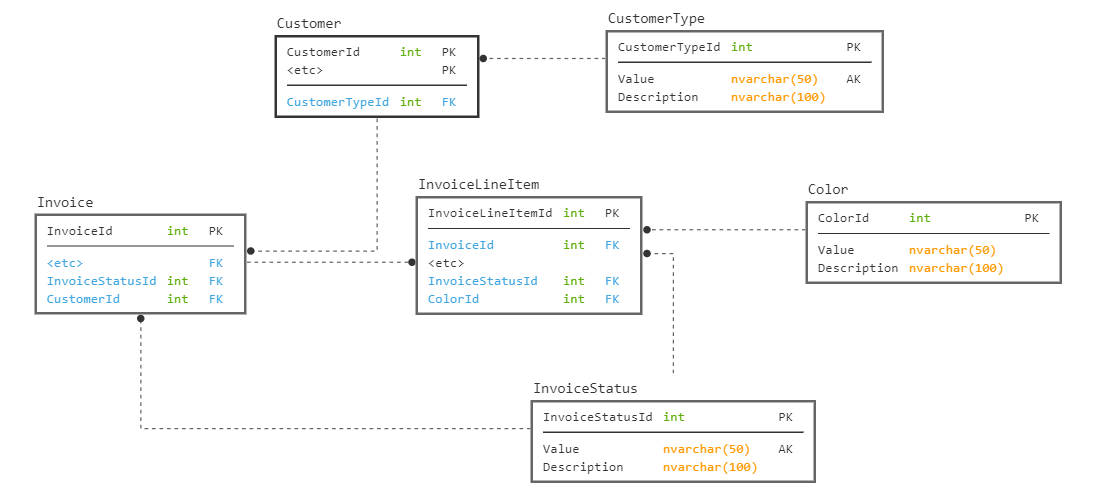 Customer
CustomerId int PK
<etc> PK
CustomerTypeId int FK
CustomerType
CustomerTypeId int PK
Value nvarchar(50) AK
Description nvarchar(100)
Invoice
InvoiceId int PK
<etc> FK
InvoiceStatusId int FK
CustomerId int FK
InvoiceLineItem
InvoiceLineItemId int PK
InvoiceId int FK
<etc>
InvoiceStatusId int FK
ColorId int FK
Color
ColorId int PK
Value nvarchar(50)
Description nvarchar(100)
InvoiceStatus
InvoiceStatusId int PK
Value nvarchar(50) AK
Description nvarchar(100)